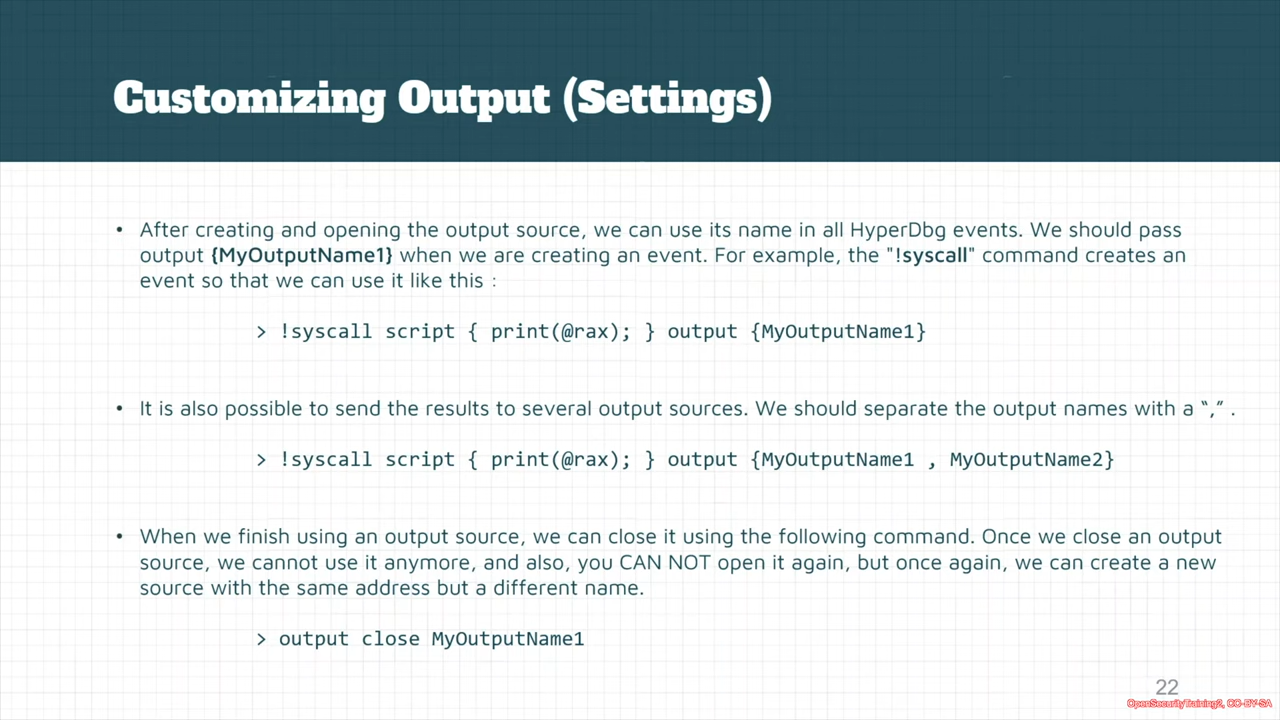 Customizing Output (Settings)
• After creating and opening the output source, we can use its name in all HyperDbg events. We should pass
output {MyOutputName1} when we are creating an event. For example, the "!syscall" command creates an
event so that we can use it like this :
> !syscall script { print(@rax); } output {MyOutputName1}
• It is also possible to send the results to several output sources. We should separate the output names with a “,” .
> !syscall script { print(@rax); } output {MyOutputName1 , MyOutputName2}
• When we finish using an output source, we can close it using the following command. Once we close an output
source, we cannot use it anymore, and also, you CAN NOT open it again, but once again, we can create a new
source with the same address but a different name.
> output close MyOutputName1
22
OpenSecurityTraining2, CC-BY-SA